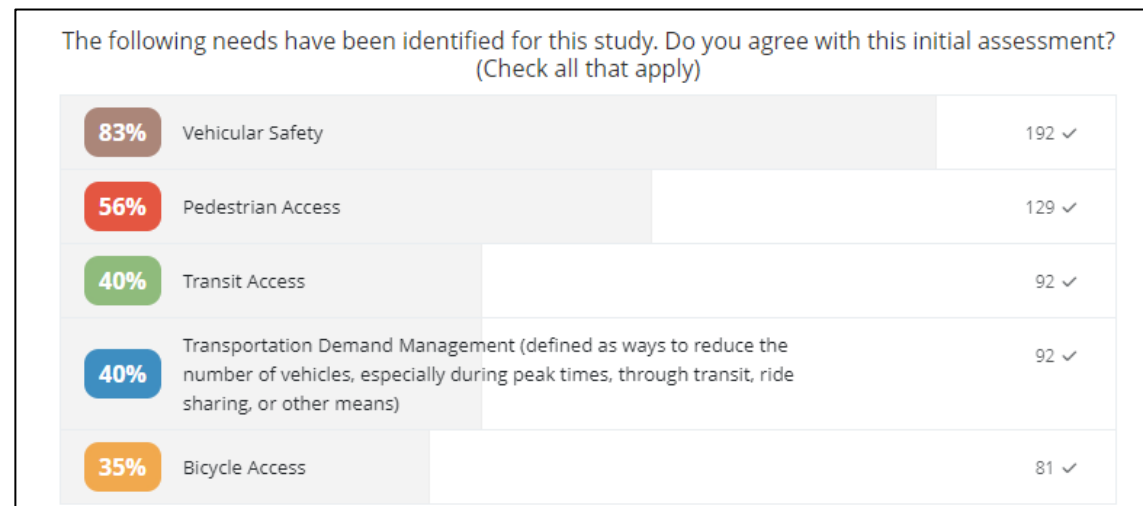 The following needs have been identified for this study. Do you agree with this initial assessment?
(Check all that apply)
83% Vehicular Safety 192 ✓
56% Pedestrian Access 129 ✓
40% Transit Access 92 ✓
Transportation Demand Management (defined as ways to reduce the 92 ✓
40% number of vehicles, especially during peak times, through transit, ride
sharing, or other means)
35% Bicycle Access 81 ✓